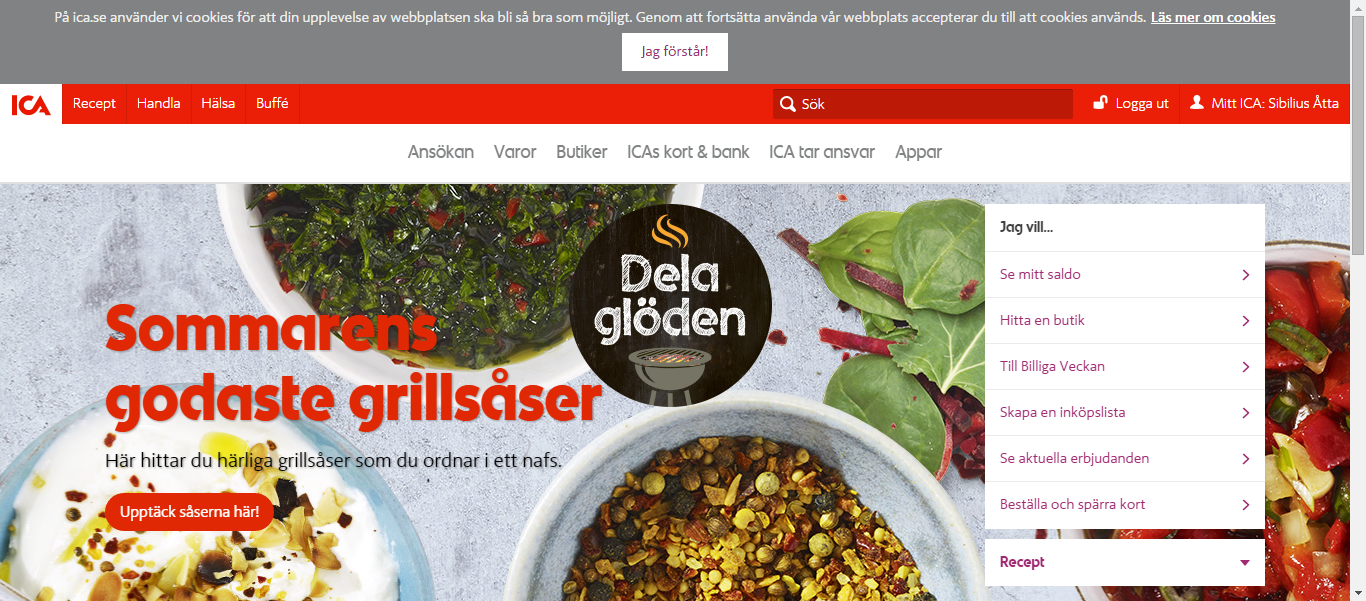 På ica.se använder vi cookies för att din upplevelse av webbplatsen ska bli så bra som möjligt. Genom att fortsätta använda vår webbplats accepterar du till att cookies används. Läs mer om cookies
Jag förstår!
ICA Recept Handla Hälsa Buffé Sök Logga ut Mitt ICA: Sibilius Åtta
Ansökan Varor Butiker ICAs kort & bank ICA tar ansvar Appar
Dela
glöden
Sommarens
godaste grillsåser
Här hittar du härliga grillsåser som du ordnar i ett nafs.
Upptäck såserna här!
Jag vill...
Se mitt saldo
Hitta en butik
Till Billiga Veckan
Skapa en inköpslista
Se aktuella erbjudanden
Beställa och spärra kort
Recept